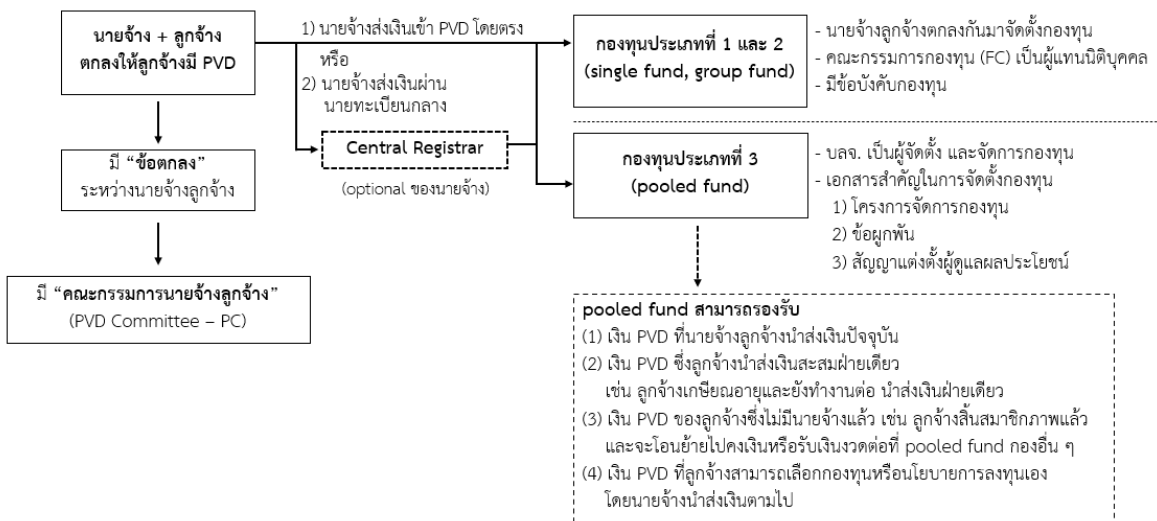 นายจ้าง + ลูกจ้าง
ตกลงให้ลูกจ้างมี PVD
1) นายจ้างส่งเงินเข้า PVD โดยตรง
หรือ
2) นายจ้างส่งเงินผ่าน
นายทะเบียนกลาง
Central Registrar
(optional ของนายจ้าง)
กองทุนประเภทที่ 1 และ 2
(single fund, group fund)
- นายจ้างลูกจ้างตกลงกันมาจัดตั้งกองทุน
- คณะกรรมการกองทุน (FC) เป็นผู้แทนนิติบุคคล
- มีข้อบังคับกองทุน
มี “ข้อตกลง”
ระหว่างนายจ้างลูกจ้าง
กองทุนประเภทที่ 3
(pooled fund)
- บลจ. เป็นผู้จัดตั้ง และจัดการกองทุน
- เอกสารสำคัญในการจัดตั้งกองทุน
1) โครงการจัดการกองทุน
2) ข้อผูกพัน
3) สัญญาแต่งตั้งผู้ดูแลผลประโยชน์
มี “คณะกรรมการนายจ้างลูกจ้าง”
(PVD Committee – PC)
pooled fund สามารถรองรับ
(1) เงิน PVD ที่นายจ้างลูกจ้างนำส่งเงินปัจจุบัน
(2) เงิน PVD ซึ่งลูกจ้างนำส่งเงินสะสมฝ่ายเดียว
เช่น ลูกจ้างเกษียณอายุและยังทำงานต่อ นำส่งเงินฝ่ายเดียว
(3) เงิน PVD ของลูกจ้างซึ่งไม่มีนายจ้างแล้ว เช่น ลูกจ้างสิ้นสมาชิกภาพแล้ว
และจะโอนย้ายไปคงเงินหรือรับเงินงวดต่อที่ pooled fund กองอื่น ๆ
(4) เงิน PVD ที่ลูกจ้างสามารถเลือกกองทุนหรือนโยบายการลงทุนเอง
โดยนายจ้างนำส่งเงินตามไป